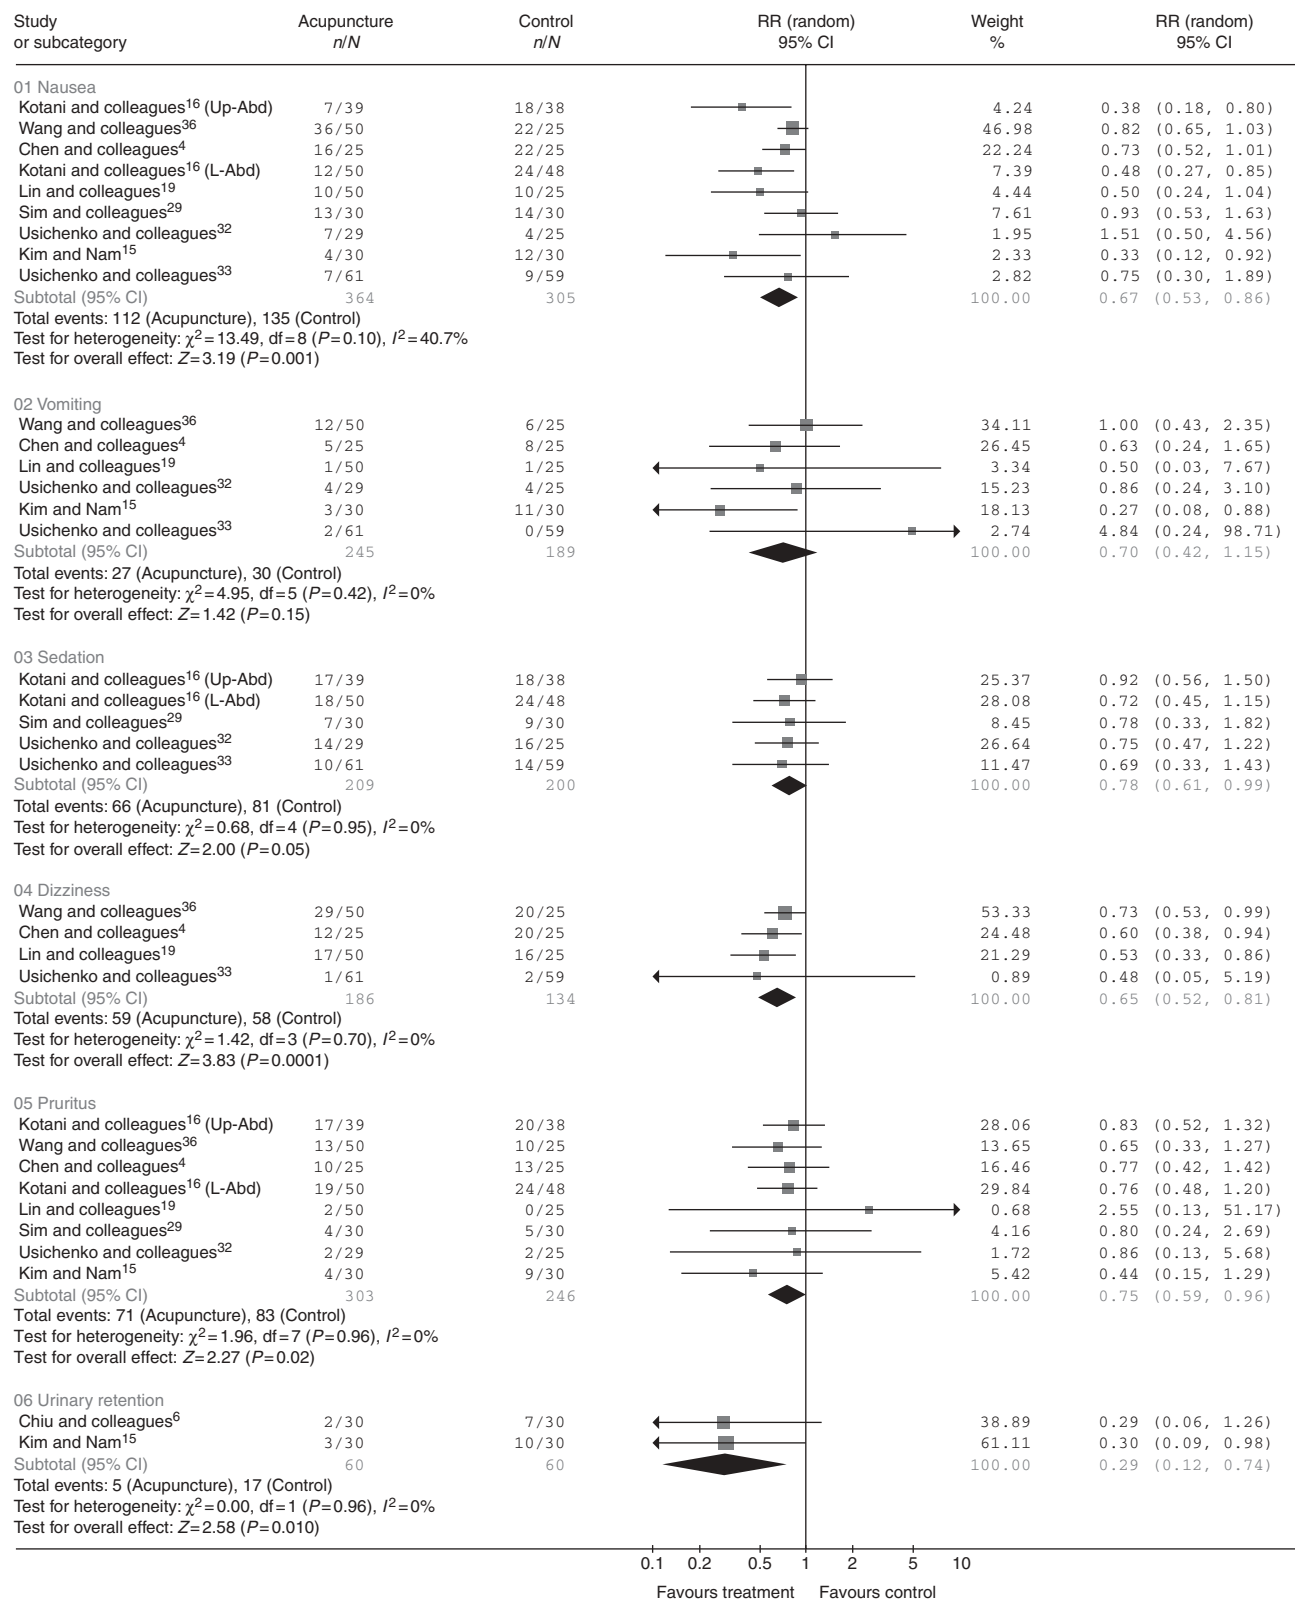 Study Acupuncture Control RR (random) Weight RR (random)
or subcategory n/N n/N 95% CI % 95% CI
01 Nausea
Kotani and colleagues16 (Up-Abd) 7/39 18/38 4.24 0.38 (0.18, 0.80)
Wang and colleagues36 36/50 22/25 46.98 0.82 (0.65, 1.03)
Chen and colleagues4 16/25 22/25 22.24 0.73 (0.52, 1.01)
Kotani and colleagues16 (L-Abd) 12/50 24/48 7.39 0.48 (0.27, 0.85)
Lin and colleagues19 10/50 10/25 4.44 0.50 (0.24, 1.04)
Sim and colleagues29 13/30 14/30 7.61 0.93 (0.53, 1.63)
Usichenko and colleagues32 7/29 4/25 1.95 1.51 (0.50, 4.56)
Kim and Nam15 4/30 12/30 2.33 0.33 (0.12, 0.92)
Usichenko and colleagues33 7/61 9/59 2.82 0.75 (0.30, 1.89)
Subtotal (95% CI) 364 305 100.00 0.67 (0.53, 0.86)
Total events: 112 (Acupuncture), 135 (Control)
Test for heterogeneity: χ2=13.49, df=8 (P=0.10), I2=40.7%
Test for overall effect: Z=3.19 (P=0.001)
02 Vomiting
Wang and colleagues36 12/50 6/25 34.11 1.00 (0.43, 2.35)
Chen and colleagues4 5/25 8/25 26.45 0.63 (0.24, 1.65)
Lin and colleagues19 1/50 1/25 3.34 0.50 (0.03, 7.67)
Usichenko and colleagues32 4/29 4/25 15.23 0.86 (0.24, 3.10)
Kim and Nam15 3/30 11/30 18.13 0.27 (0.08, 0.88)
Usichenko and colleagues33 2/61 0/59 2.74 4.84 (0.24, 98.71)
Subtotal (95% CI) 245 189 100.00 0.70 (0.42, 1.15)
Total events: 27 (Acupuncture), 30 (Control)
Test for heterogeneity: χ2=4.95, df=5 (P=0.42), I2=0%
Test for overall effect: Z=1.42 (P=0.15)
03 Sedation
Kotani and colleagues16 (Up-Abd) 17/39 18/38 25.37 0.92 (0.56, 1.50)
Kotani and colleagues16 (L-Abd) 18/50 24/48 28.08 0.72 (0.45, 1.15)
Sim and colleagues29 7/30 9/30 8.45 0.78 (0.33, 1.82)
Usichenko and colleagues32 14/29 16/25 26.64 0.75 (0.47, 1.22)
Usichenko and colleagues33 10/61 14/59 11.47 0.69 (0.33, 1.43)
Subtotal (95% CI) 209 200 100.00 0.78 (0.61, 0.99)
Total events: 66 (Acupuncture), 81 (Control)
Test for heterogeneity: χ2=0.68, df=4 (P=0.95), I2=0%
Test for overall effect: Z=2.00 (P=0.05)
04 Dizziness
Wang and colleagues36 29/50 20/25 53.33 0.73 (0.53, 0.99)
Chen and colleagues4 12/25 20/25 24.48 0.60 (0.38, 0.94)
Lin and colleagues19 17/50 16/25 21.29 0.53 (0.33, 0.86)
Usichenko and colleagues33 1/61 2/59 0.89 0.48 (0.05, 5.19)
Subtotal (95% CI) 186 134 100.00 0.65 (0.52, 0.81)
Total events: 59 (Acupuncture), 58 (Control)
Test for heterogeneity: χ2=1.42, df=3 (P=0.70), I2=0%
Test for overall effect: Z=3.83 (P=0.0001)
05 Pruritus
Kotani and colleagues16 (Up-Abd) 17/39 20/38 28.06 0.83 (0.52, 1.32)
Wang and colleagues36 13/50 10/25 13.65 0.65 (0.33, 1.27)
Chen and colleagues4 10/25 13/25 16.46 0.77 (0.42, 1.42)
Kotani and colleagues16 (L-Abd) 19/50 24/48 29.84 0.76 (0.48, 1.20)
Lin and colleagues19 2/50 0/25 0.68 2.55 (0.13, 51.17)
Sim and colleagues29 4/30 5/30 4.16 0.80 (0.24, 2.69)
Usichenko and colleagues32 2/29 2/25 1.72 0.86 (0.13, 5.68)
Kim and Nam15 4/30 9/30 5.42 0.44 (0.15, 1.29)
Subtotal (95% CI) 303 246 100.00 0.75 (0.59, 0.96)
Total events: 71 (Acupuncture), 83 (Control)
Test for heterogeneity: χ2=1.96, df=7 (P=0.96), I2=0%
Test for overall effect: Z=2.27 (P=0.02)
06 Urinary retention
Chiu and colleagues6 2/30 7/30 38.89 0.29 (0.06, 1.26)
Kim and Nam15 3/30 10/30 61.11 0.30 (0.09, 0.98)
Subtotal (95% CI) 60 60 100.00 0.29 (0.12, 0.74)
Total events: 5 (Acupuncture), 17 (Control)
Test for heterogeneity: χ2=0.00, df=1 (P=0.96), I2=0%
Test for overall effect: Z=2.58 (P=0.010)
0.1 0.2 0.5 1 2 5 10
Favours treatment Favours control